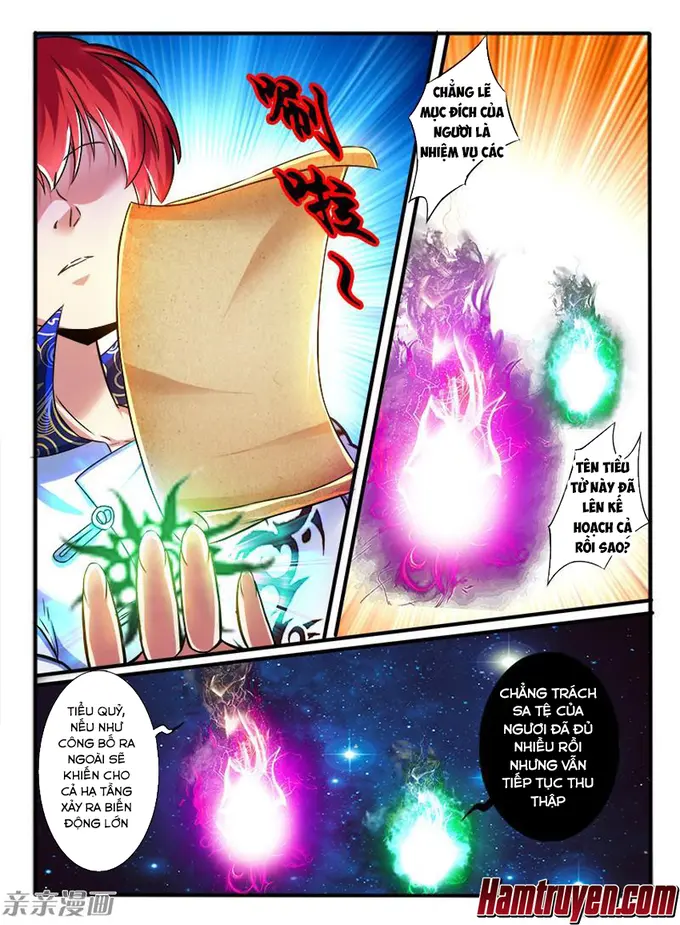 唰
啦
~
CHẲNG LẼ
MỤC ĐÍCH CỦA
NGƯƠI LÀ
NHIỆM VỤ CÁC
TÊN TIỂU
TỬ NÀY ĐÃ
LÊN KẾ
HOẠCH CẢ
RỒI SAO?
TIỂU QUỶ,
NẾU NHƯ
CÔNG BỐ RA
NGOÀI SẼ
KHIẾN CHO
CẢ HẠ TẦNG
XẢY RA BIẾN
ĐỘNG LỚN
CHẲNG TRÁCH
SA TỆ CỦA
NGƯƠI ĐÃ ĐỦ
NHIỀU RỒI
NHƯNG VẪN
TIẾP TỤC THU
THẬP
亲亲漫画
Hamtruyen.com